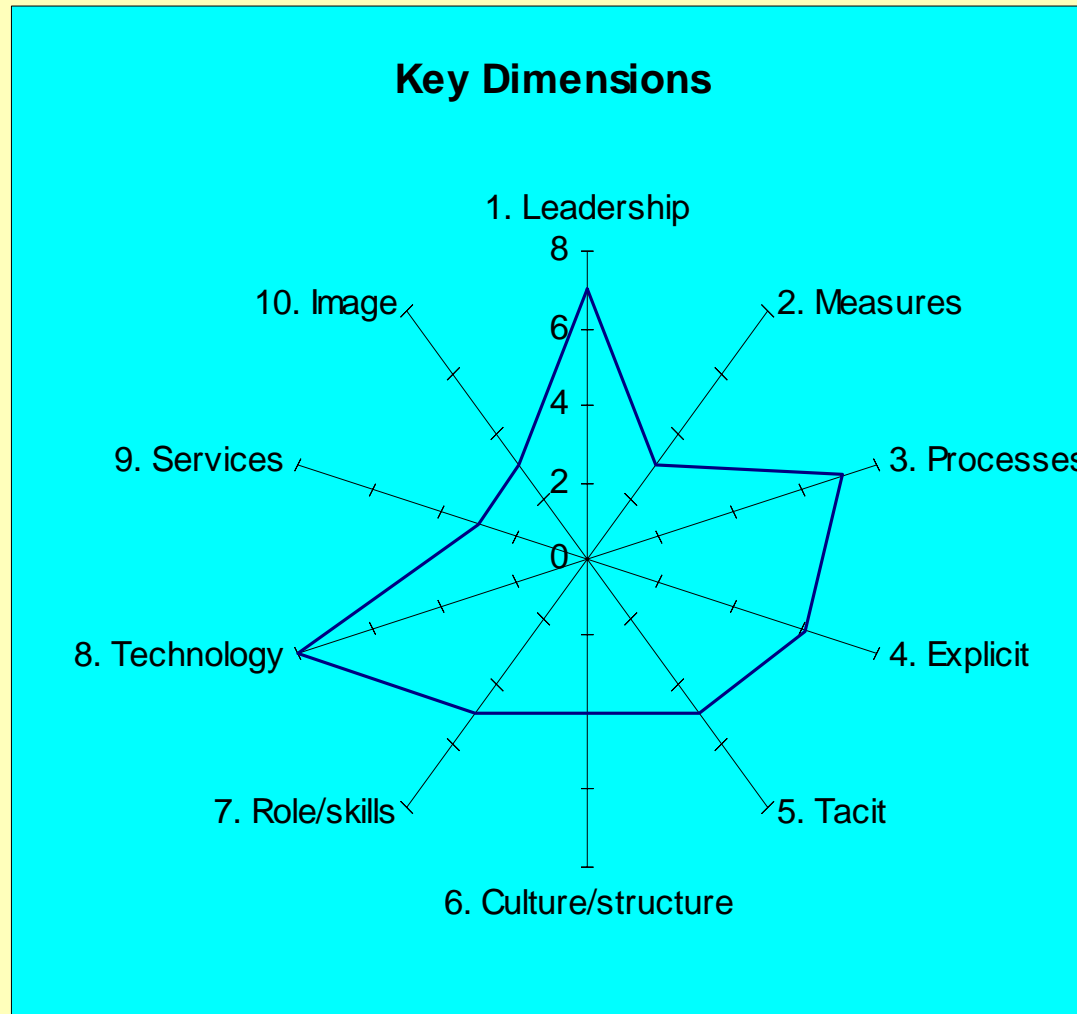 Key Dimensions
1. Leadership
8
10. Image
2. Measures
6
4
9. Services
3. Processes
2
0
8. Technology
4. Explicit
7. Role/skills
5. Tacit
6. Culture/structure